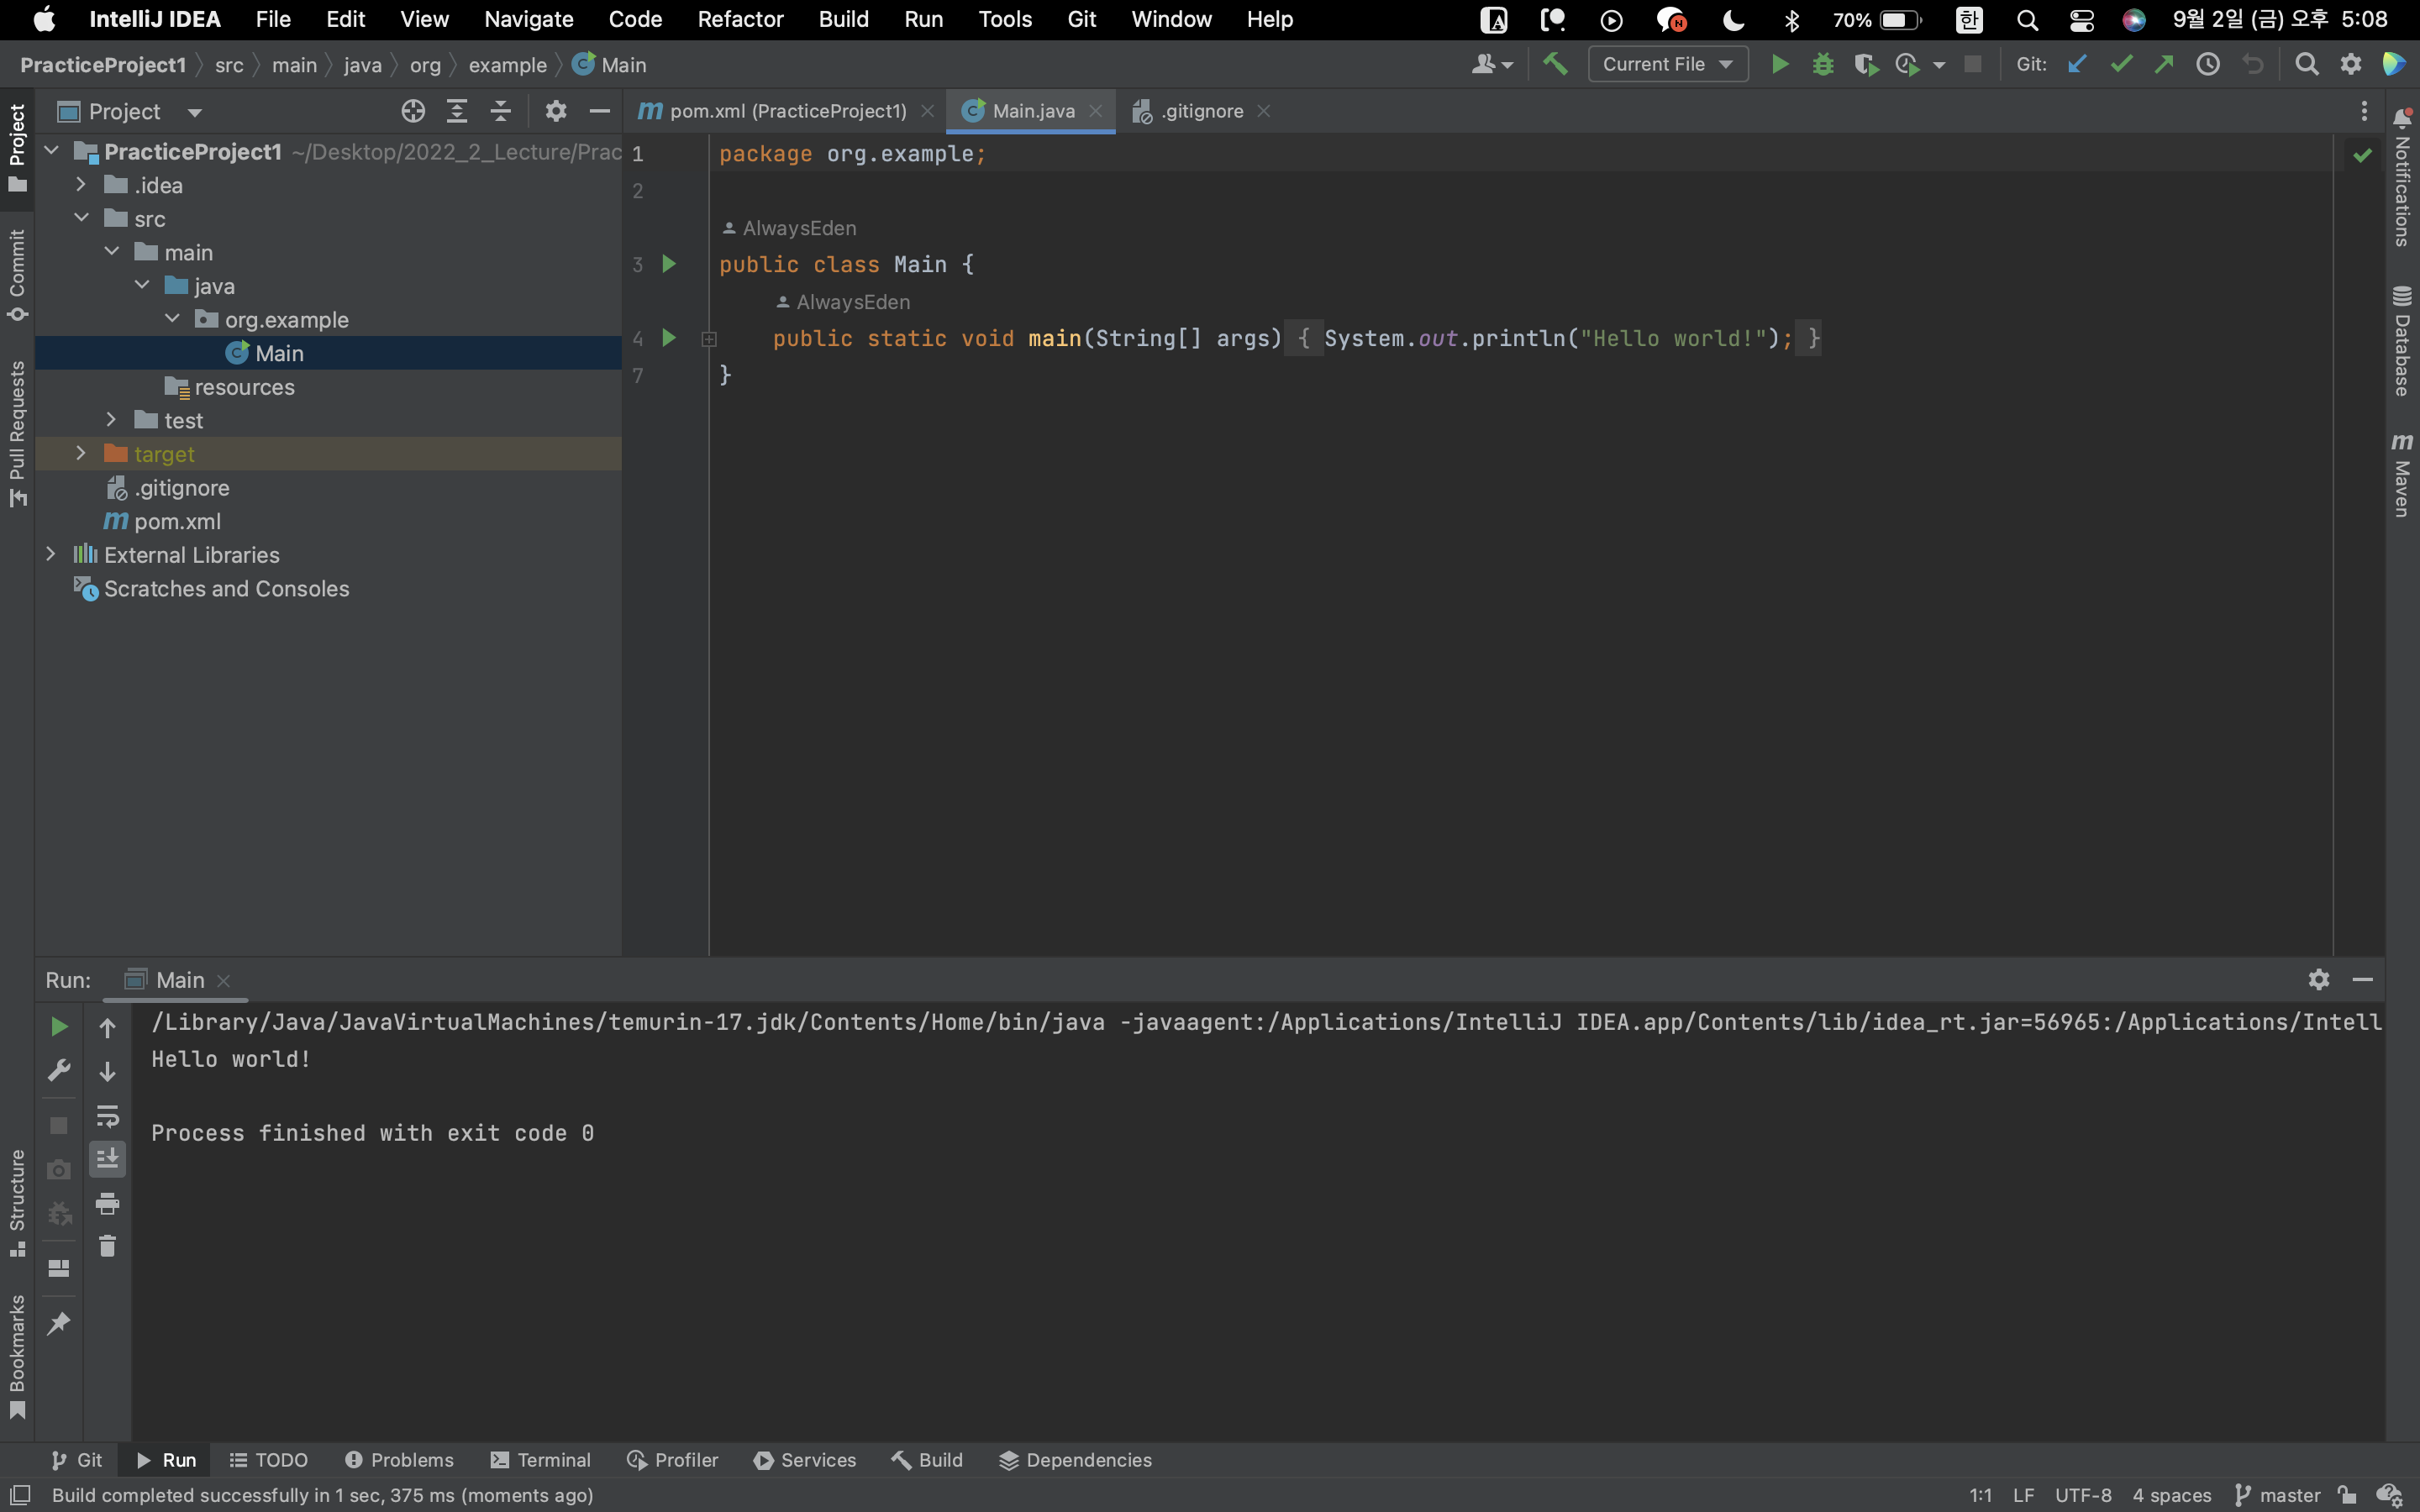 IntelliJ IDEA File Edit View Navigate Code Refactor Build Run Tools Git Window Help 70% 한 9월 2일 (금) 오후 5:08
PracticeProject1 src main java org example Main Current File Git:
Project
pom.xml (PracticeProject1) Main.java .gitignore
PracticeProject1 ~/Desktop/2022_2_Lecture/Prac
.idea
src
main
java
org.example
Main
resources
test
target
.gitignore
pom.xml
External Libraries
Scratches and Consoles
Project
Commit
Pull Requests
Structure
Bookmarks
1 package org.example;
2
AlwaysEden
3 public class Main {
AlwaysEden
4 public static void main(String[] args) { System.out.println("Hello world!"); }
7 }
Notifications
Database
Maven
Run: Main
/Library/Java/JavaVirtualMachines/temurin-17.jdk/Contents/Home/bin/java -javaagent:/Applications/IntelliJ IDEA.app/Contents/lib/idea_rt.jar=56965:/Applications/Intell
Hello world!
Process finished with exit code 0
Git Run TODO Problems Terminal Profiler Services Build Dependencies
Build completed successfully in 1 sec, 375 ms (moments ago) 1:1 LF UTF-8 4 spaces master